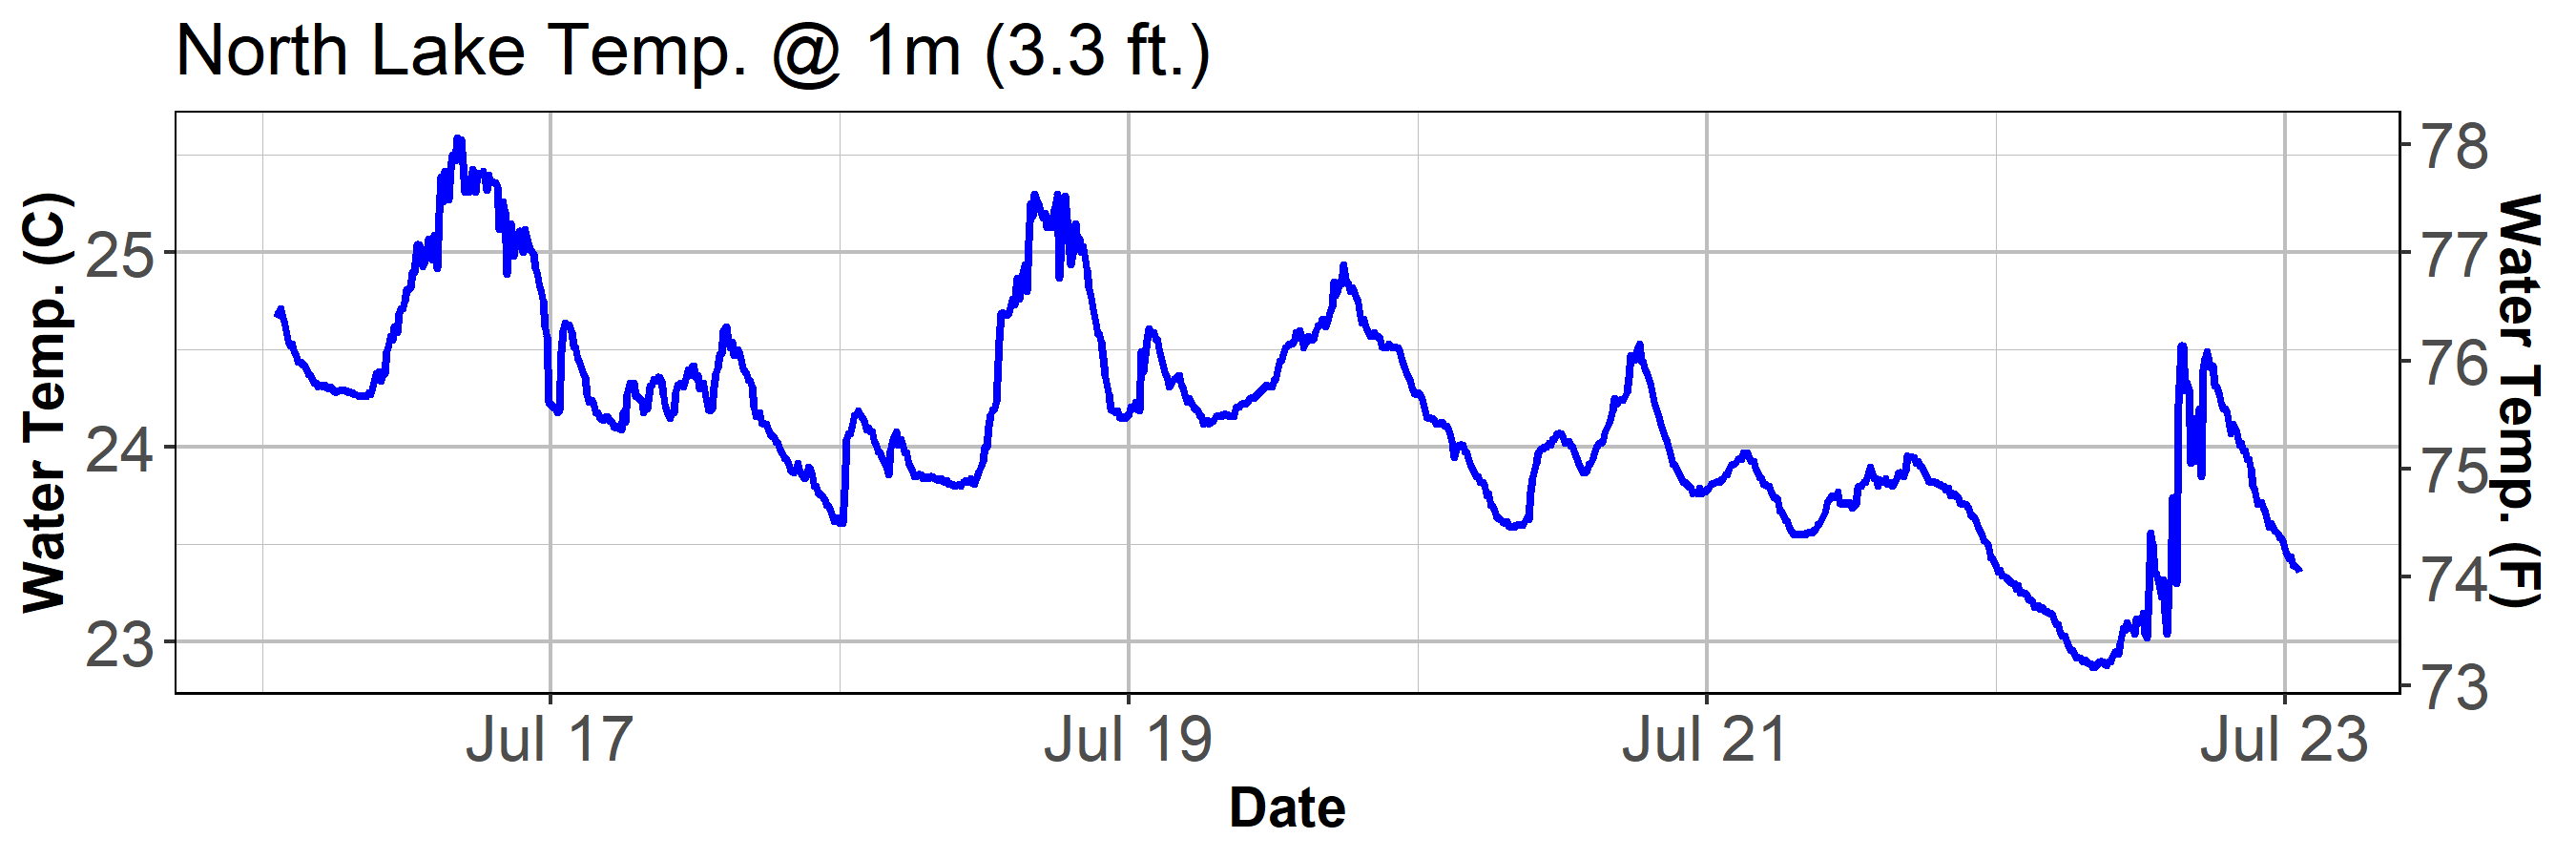 North Lake Temp. @ 1m (3.3 ft.)
Water Temp. (C)
25
24
23
78
77
76
75
74
73
Water Temp. (F)
Jul 17
Jul 19
Jul 21
Jul 23
Date